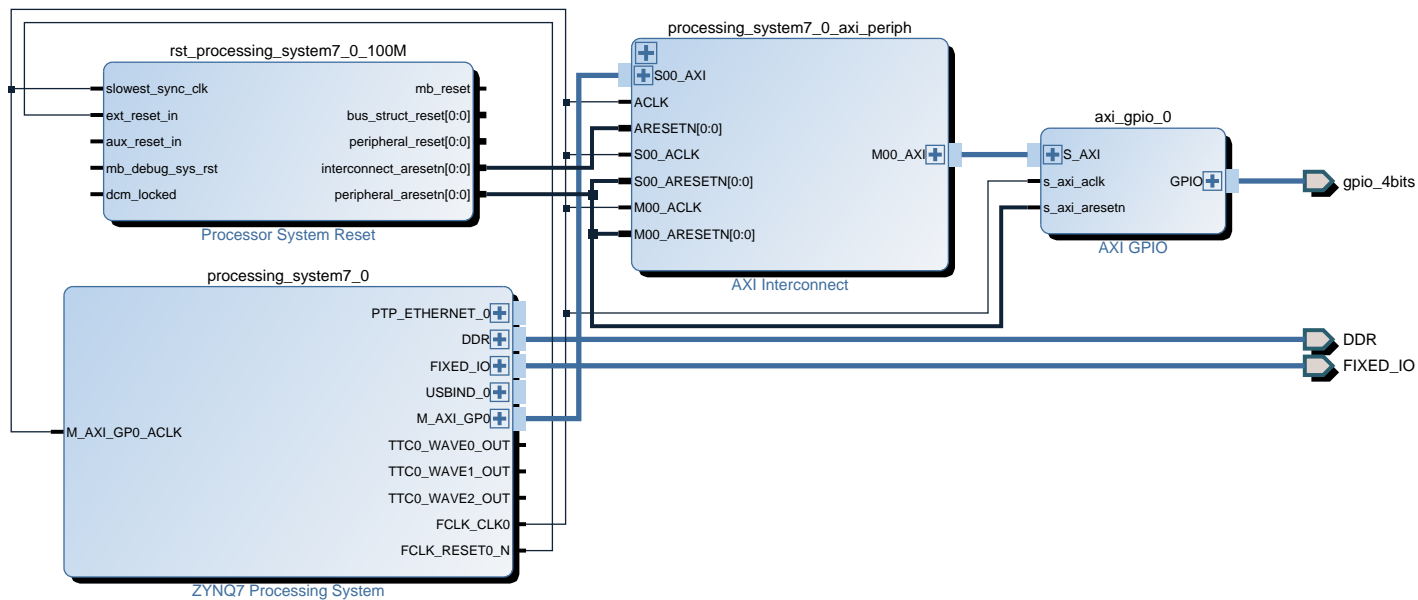 rst_processing_system7_0_100M
slowest_sync_clk
ext_reset_in
aux_reset_in
mb_debug_sys_rst
dcm_locked
mb_reset
bus_struct_reset[0:0]
peripheral_reset[0:0]
interconnect_aresetn[0:0]
peripheral_aresetn[0:0]
Processor System Reset
processing_system7_0_axi_periph
S00_AXI
ACLK
ARESETN[0:0]
S00_ACLK
S00_ARESETN[0:0]
M00_ACLK
M00_ARESETN[0:0]
M00_AXI
AXI Interconnect
axi_gpio_0
S_AXI
s_axi_aclk
s_axi_aresetn
GPIO
AXI GPIO
gpio_4bits
DDR
FIXED_IO
processing_system7_0
M_AXI_GP0_ACLK
PTP_ETHERNET_0
DDR
FIXED_IO
USBIND_0
M_AXI_GP0
TTC0_WAVE0_OUT
TTC0_WAVE1_OUT
TTC0_WAVE2_OUT
FCLK_CLK0
FCLK_RESET0_N
ZYNQ7 Processing System